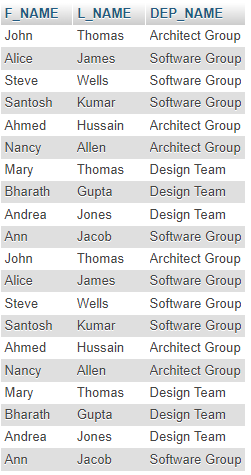 F_NAME L_NAME DEP_NAME
John Thomas Architect Group
Alice James Software Group
Steve Wells Software Group
Santosh Kumar Software Group
Ahmed Hussain Architect Group
Nancy Allen Architect Group
Mary Thomas Design Team
Bharath Gupta Design Team
Andrea Jones Design Team
Ann Jacob Software Group
John Thomas Architect Group
Alice James Software Group
Steve Wells Software Group
Santosh Kumar Software Group
Ahmed Hussain Architect Group
Nancy Allen Architect Group
Mary Thomas Design Team
Bharath Gupta Design Team
Andrea Jones Design Team
Ann Jacob Software Group